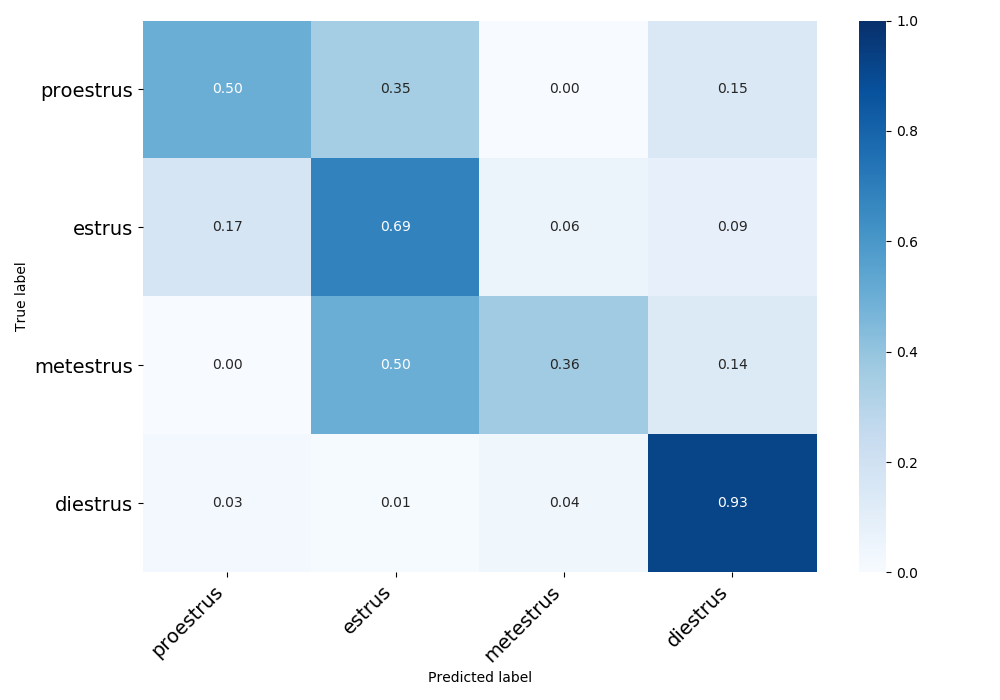 proestrus 0.50 0.35 0.00 0.15
estrus 0.17 0.69 0.06 0.09
metestrus 0.00 0.50 0.36 0.14
diestrus 0.03 0.01 0.04 0.93
proestrus estrus metestrus diestrus
True label
Predicted label
1.0
0.8
0.6
0.4
0.2
0.0